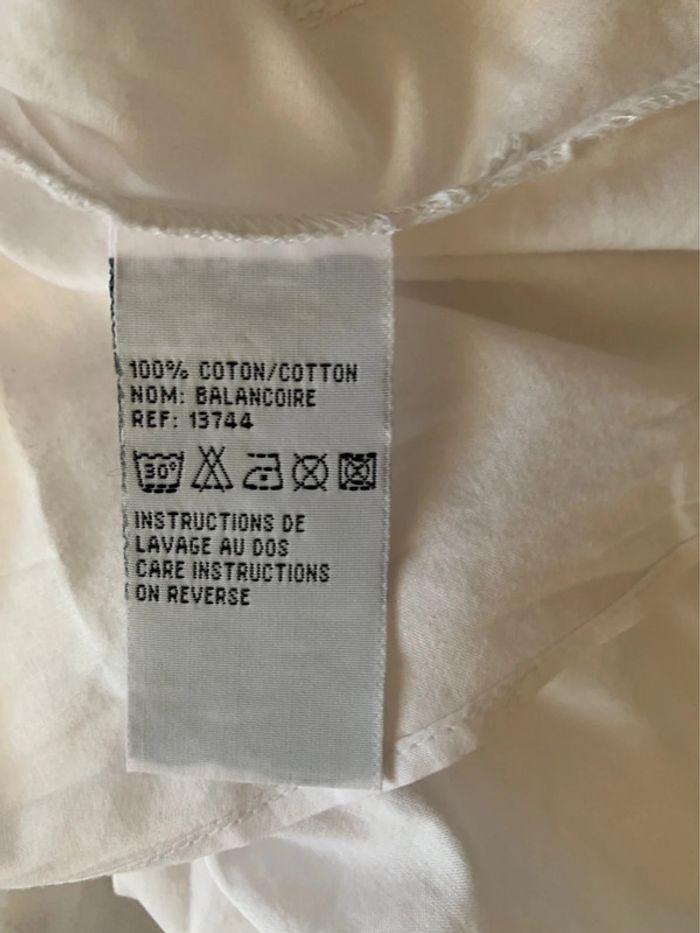 100% COTON/COTTON
NOM: BALANCOIRE
REF: 13744
30°
INSTRUCTIONS DE
LAVAGE AU DOS
CARE INSTRUCTIONS
ON REVERSE